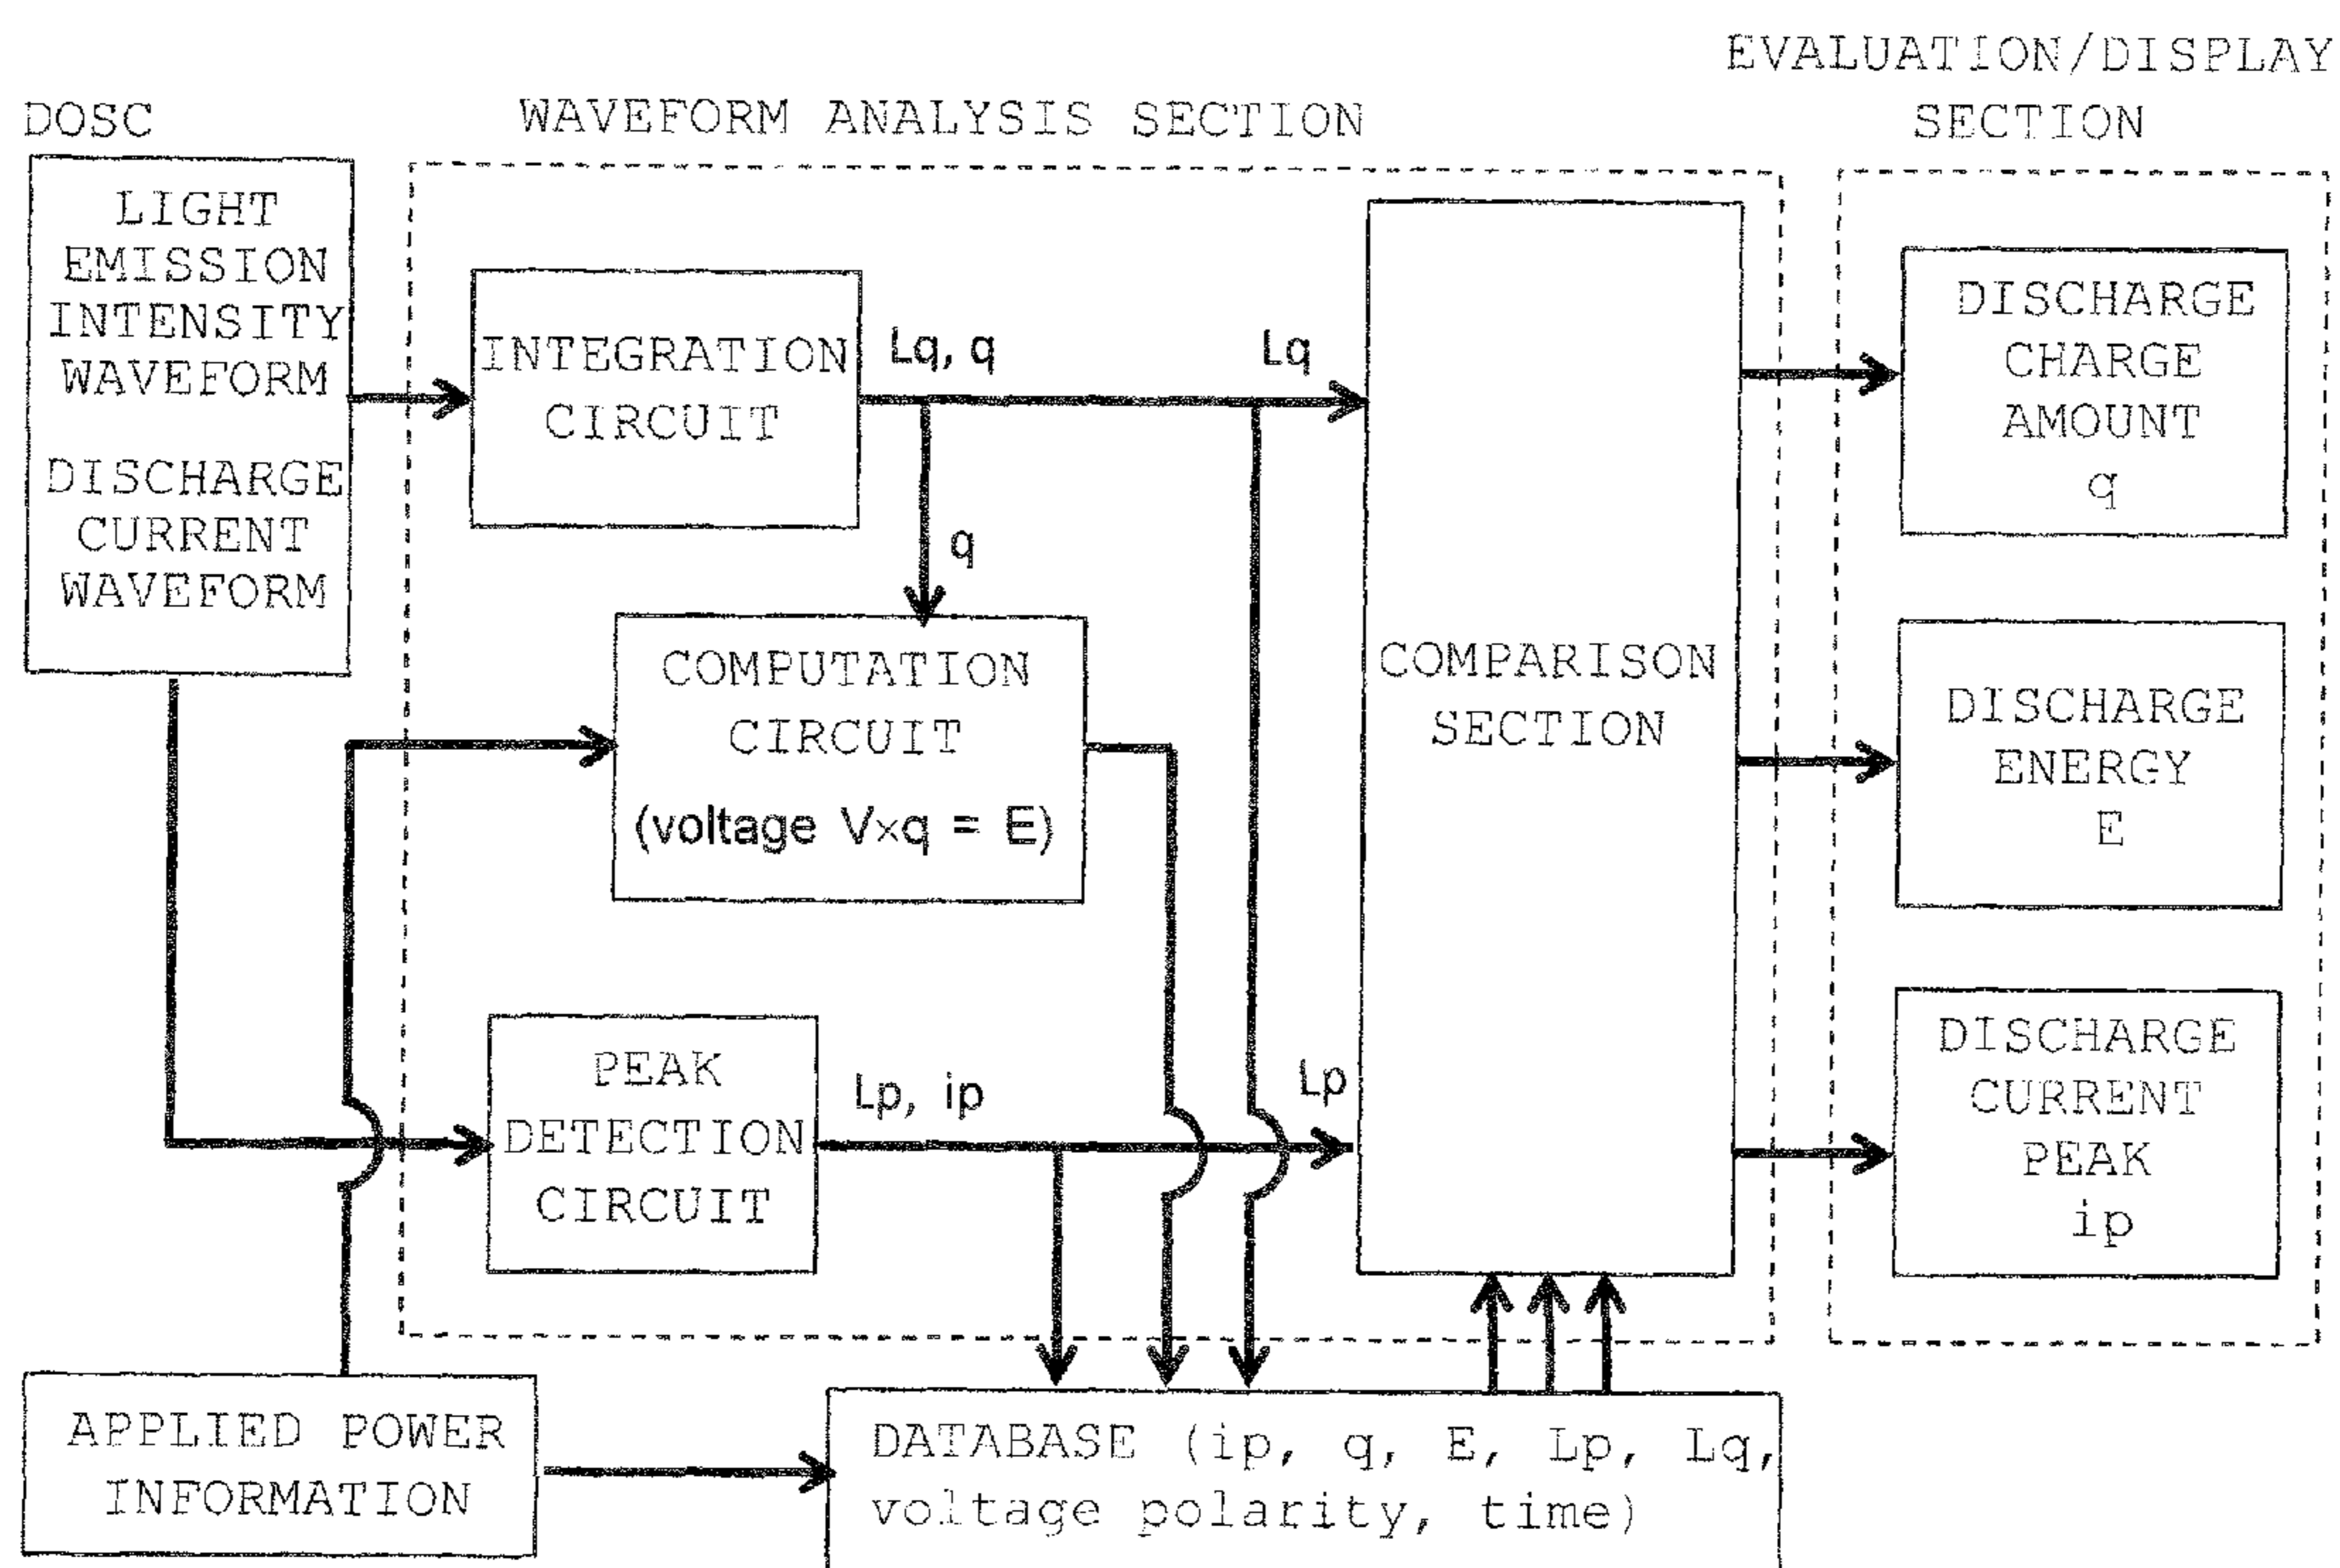 EVALUATION/DISPLAY
SECTION
DOSC
WAVEFORM ANALYSIS SECTION
LIGHT
EMISSION
INTENSITY
WAVEFORM
DISCHARGE
CURRENT
WAVEFORM
INTEGRATION
CIRCUIT
Lq, q
Lq
q
COMPUTATION
CIRCUIT
(voltage V×q = E)
PEAK
DETECTION
CIRCUIT
Lp, ip
Lp
COMPARISON
SECTION
DISCHARGE
CHARGE
AMOUNT
q
DISCHARGE
ENERGY
E
DISCHARGE
CURRENT
PEAK
ip
APPLIED POWER
INFORMATION
DATABASE (ip, q, E, Lp, Lq,
voltage polarity, time)